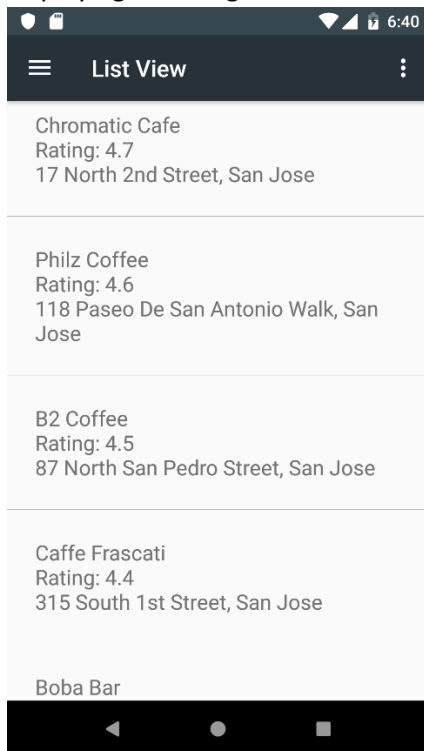 6:40
List View
Chromatic Cafe
Rating: 4.7
17 North 2nd Street, San Jose
Philz Coffee
Rating: 4.6
118 Paseo De San Antonio Walk, San
Jose
B2 Coffee
Rating: 4.5
87 North San Pedro Street, San Jose
Caffe Frascati
Rating: 4.4
315 South 1st Street, San Jose
Boba Bar